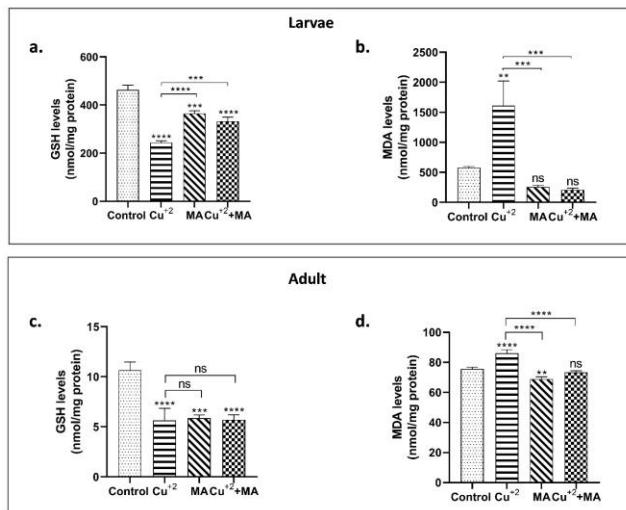 Larvae
a.
GSH levels
(nmol/mg protein)
600
400
200
0
****
***
****
****
***
Control Cu+2 MA Cu+2+MA
b.
MDA levels
(nmol/mg protein)
2500
2000
1500
1000
500
0
***
***
**
ns
ns
Control Cu+2 MA Cu+2+MA
Adult
c.
GSH levels
(nmol/mg protein)
15
10
5
0
ns
ns
****
***
****
Control Cu+2 MA Cu+2+MA
d.
MDA levels
(nmol/mg protein)
100
80
60
40
20
0
****
****
****
**
ns
Control Cu+2 MA Cu+2+MA